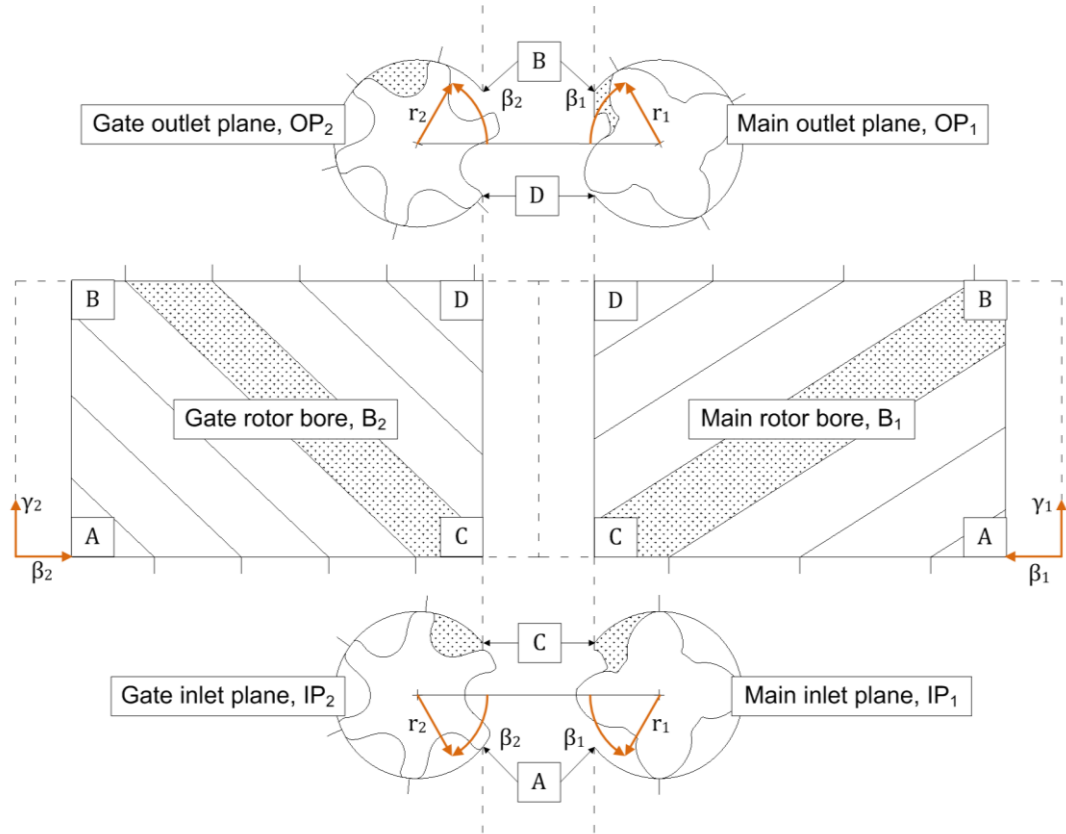 B
β₂ β₁
r₂ r₁
Gate outlet plane, OP₂ Main outlet plane, OP₁
D
B D D B
Gate rotor bore, B₂ Main rotor bore, B₁
γ₂ γ₁
A C C A
β₂ β₁
C
Gate inlet plane, IP₂ Main inlet plane, IP₁
r₂ r₁
β₂ β₁
A